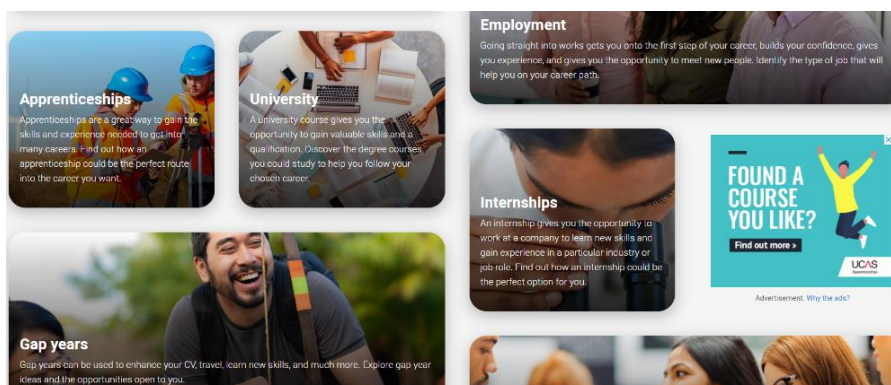 Employment
Going straight into works gets you onto the first step of your career, builds your confidence, gives
you experience, and gives you the opportunity to meet new people. Identify the type of job that will
help you on your career path.
Apprenticeships
Apprenticeships are a great way to gain the
skills and experience needed to get into
many careers. Find out how an
apprenticeship could be the perfect route
into the career you want.
University
A university course gives you the
opportunity to gain valuable skills and a
qualification. Discover the degree courses
you could study to help you follow your
chosen career.
Internships
An internship gives you the opportunity to
work at a company to learn new skills and
gain experience in a particular industry or
job role. Find out how an internship could be
the perfect option for you.
FOUND A
COURSE
YOU LIKE?
Find out more >
UCAS
Apprenticeships
Advertisement. Why the ads?
Gap years
Gap years can be used to enhance your CV, travel, learn new skills, and much more. Explore gap year
ideas and the opportunities open to you.